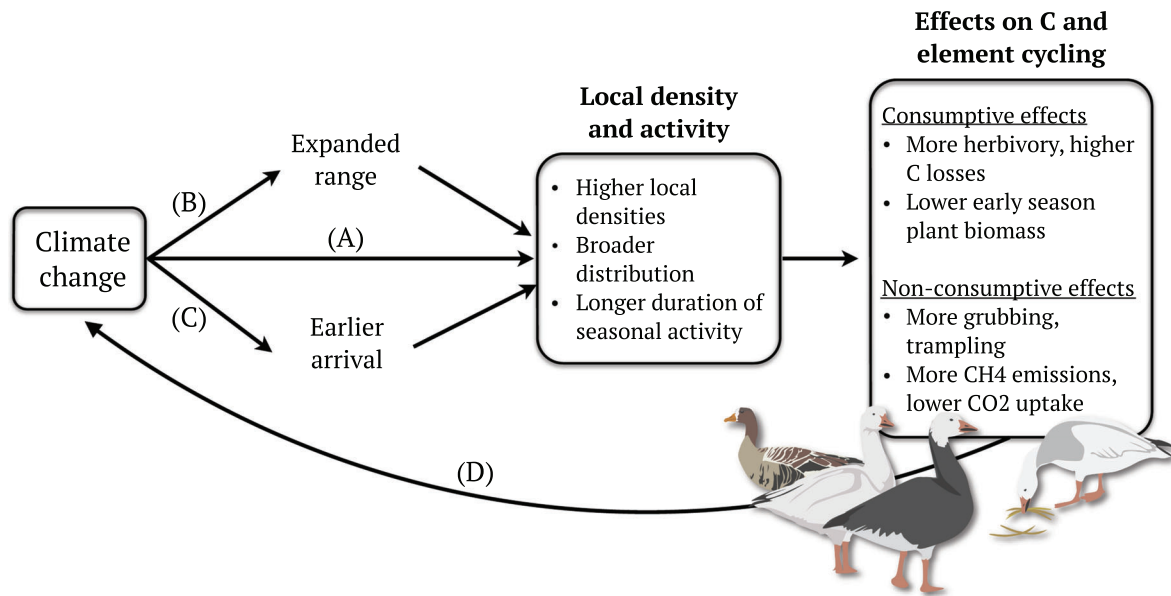 Effects on C and
element cycling
Local density
and activity
Expanded
range
(B)
(A)
(C)
Climate
change
Earlier
arrival
• Higher local
densities
• Broader
distribution
• Longer duration of
seasonal activity
Consumptive effects
• More herbivory, higher
C losses
• Lower early season
plant biomass
Non-consumptive effects
• More grubbing,
trampling
• More CH4 emissions,
lower CO2 uptake
(D)